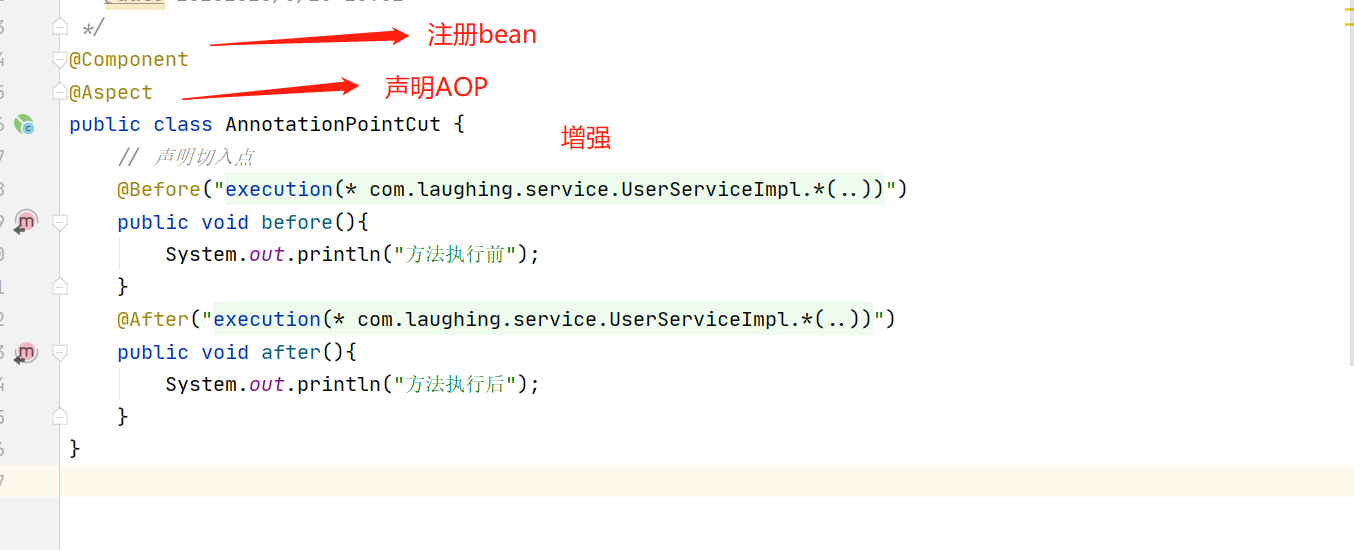 */
注册bean
@Component
@Aspect
声明AOP
public class AnnotationPointCut {
增强
// 声明切入点
@Before("execution(* com.laughing.service.UserServiceImpl.*(..))")
public void before(){
System.out.println("方法执行前");
}
@After("execution(* com.laughing.service.UserServiceImpl.*(..))")
public void after(){
System.out.println("方法执行后");
}
}